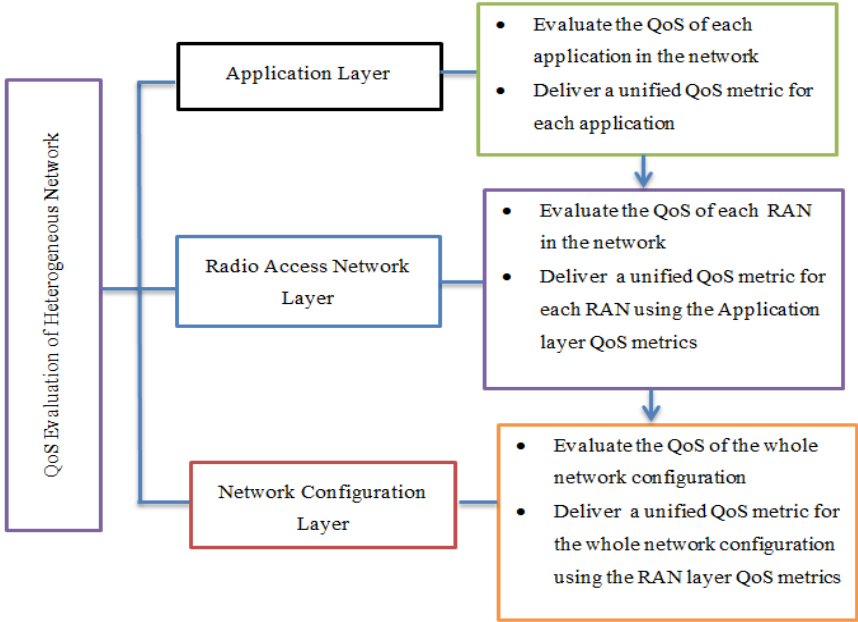 QoS Evaluation of Heterogeneous Network
Application Layer
• Evaluate the QoS of each
application in the network
• Deliver a unified QoS metric for
each application
Radio Access Network
Layer
• Evaluate the QoS of each RAN
in the network
• Deliver a unified QoS metric for
each RAN using the Application
layer QoS metrics
Network Configuration
Layer
• Evaluate the QoS of the whole
network configuration
• Deliver a unified QoS metric for
the whole network configuration
using the RAN layer QoS metrics